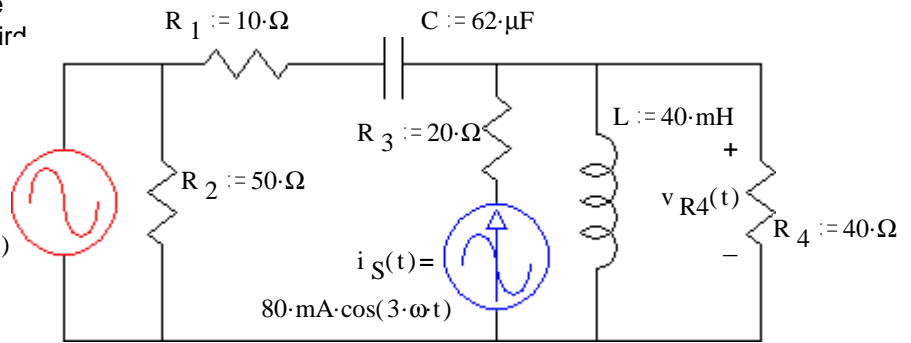 R 1 := 10·Ω
C := 62·μF
R 3 := 20·Ω
L := 40·mH
+
R 2 := 50·Ω
v R4(t)
R 4 := 40·Ω
_
)
i S(t) =
80·mA·cos(3·ω·t)